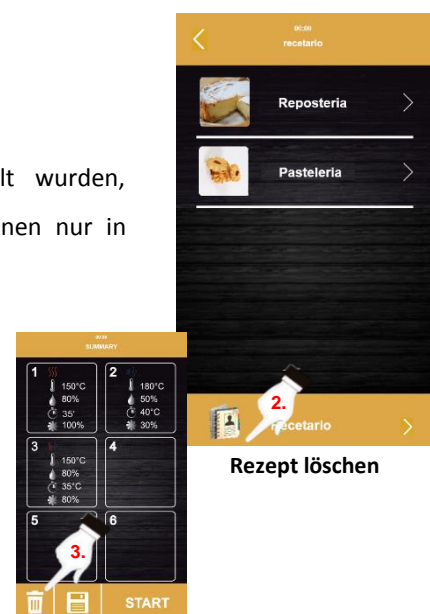 00:00
recetario
Reposteria
Pasteleria
lt wurden,
nen nur in
2.
ecetario
Rezept löschen
SUMMARY
1
150°C
80%
35'
100%
2
180°C
50%
40°C
30%
3
150°C
80%
35°C
80%
4
5
6
3.
START